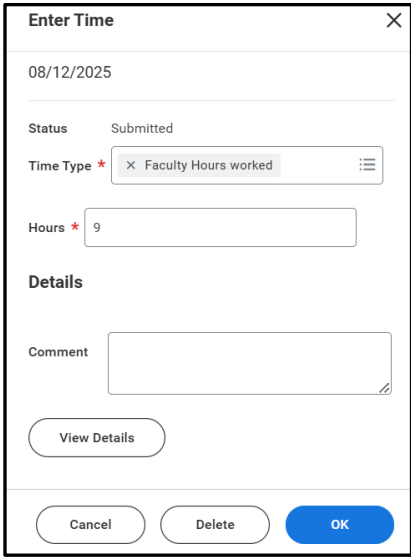 Enter Time
08/12/2025
Status Submitted
Time Type * × Faculty Hours worked
Hours * 9
Details
Comment
View Details
Cancel Delete OK